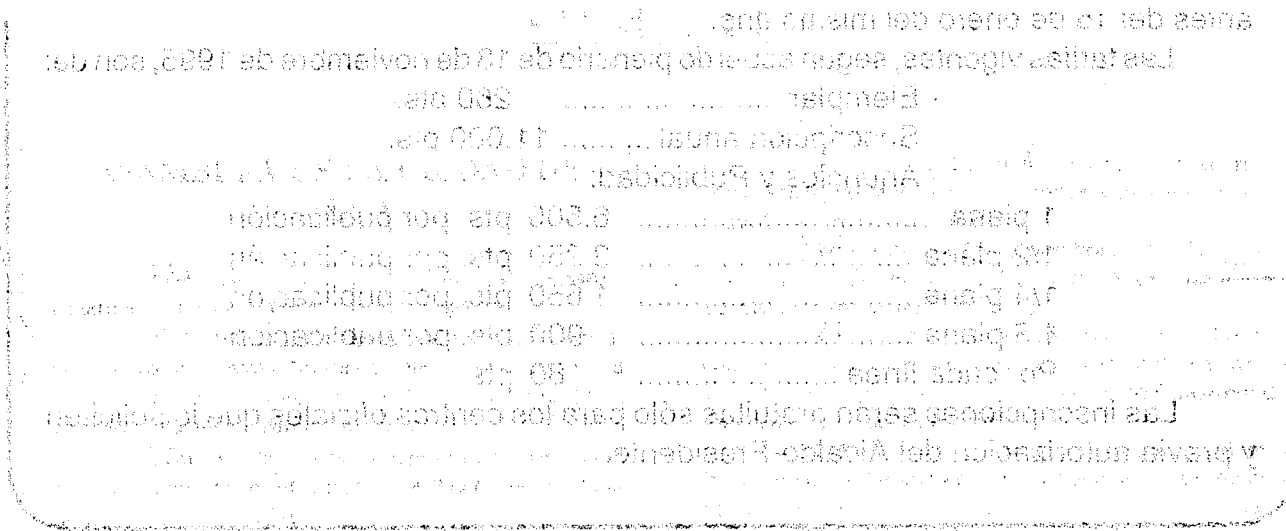 antes del 15 de enero del mismo
Las tarifas vigentes, según acuerdo plenario de 13 de noviembre de 1995, son de:
Ejemplar ........ 260 pts.
Suscripción anual ........ 11.000 pts.
Anuncios y Publicidad:
1 plana ........ 6.500 pts. por publicación
1/2 plana ........ 3.250 pts. por publicación
1/4 plana ........ 1.650 pts. por publicación
1/8 plana ........ 900 pts. por publicación
Por cada línea ........ 180 pts.
Las inscripciones serán gratuitas sólo para los centros oficiales que lo soliciten
y previa autorización del Alcalde-Presidente.